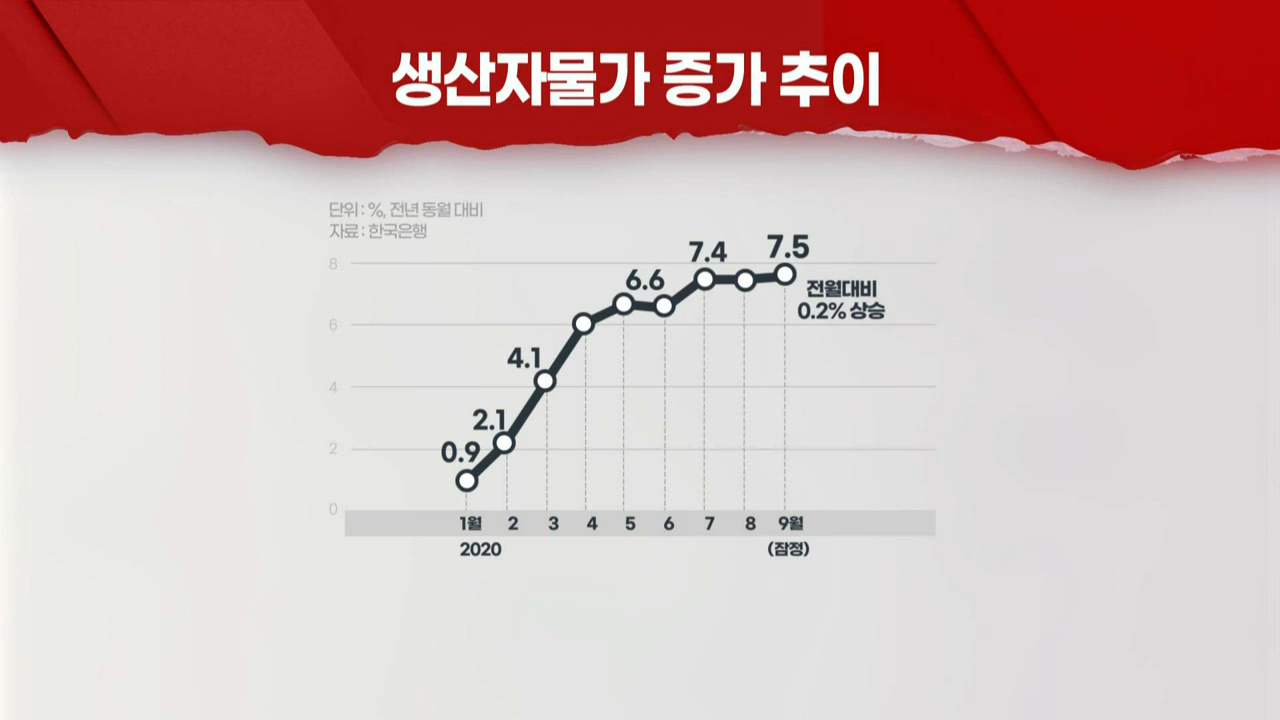 생산자물가 증가 추이
단위 : %, 전년 동월 대비
자료 : 한국은행
8
6
4
2
0
0.9
2.1
4.1
6.6
7.4
7.5
전월대비
0.2% 상승
1월 2 3 4 5 6 7 8 9월
2020 (잠정)